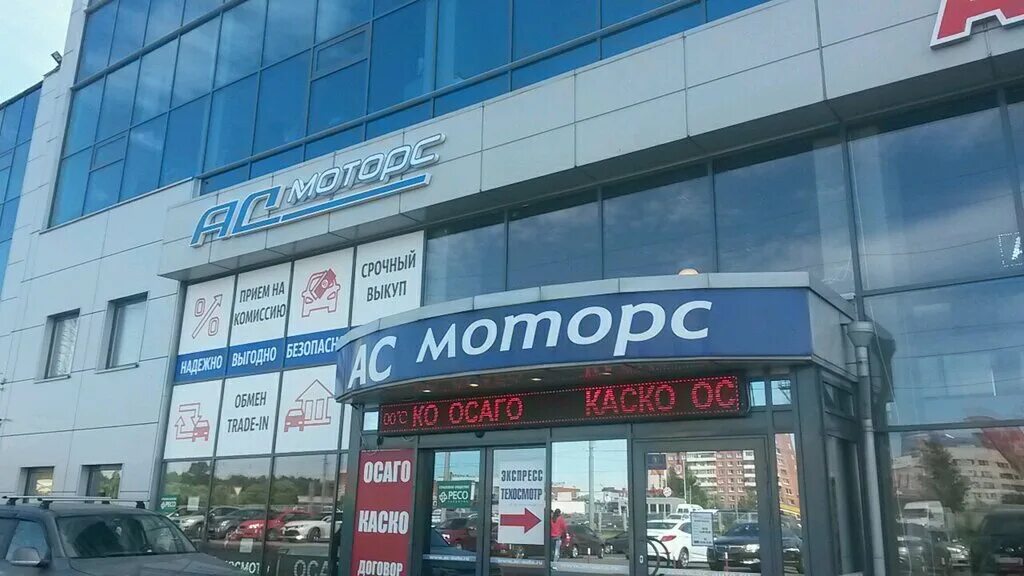 АС МОТОРС
%
ПРИЕМ НА
КОМИССИЮ
СРОЧНЫЙ
ВЫКУП
НАДЕЖНО
ВЫГОДНО
БЕЗОПАСН
ОБМЕН
TRADE-IN
АС МОТОРС
00°C КО ОСАГО КАСКО ОС
ОСАГО
КАСКО
ДОГОВОР
РЕСО
ЭКСПРЕСС
ТЕХОСМОТР
А